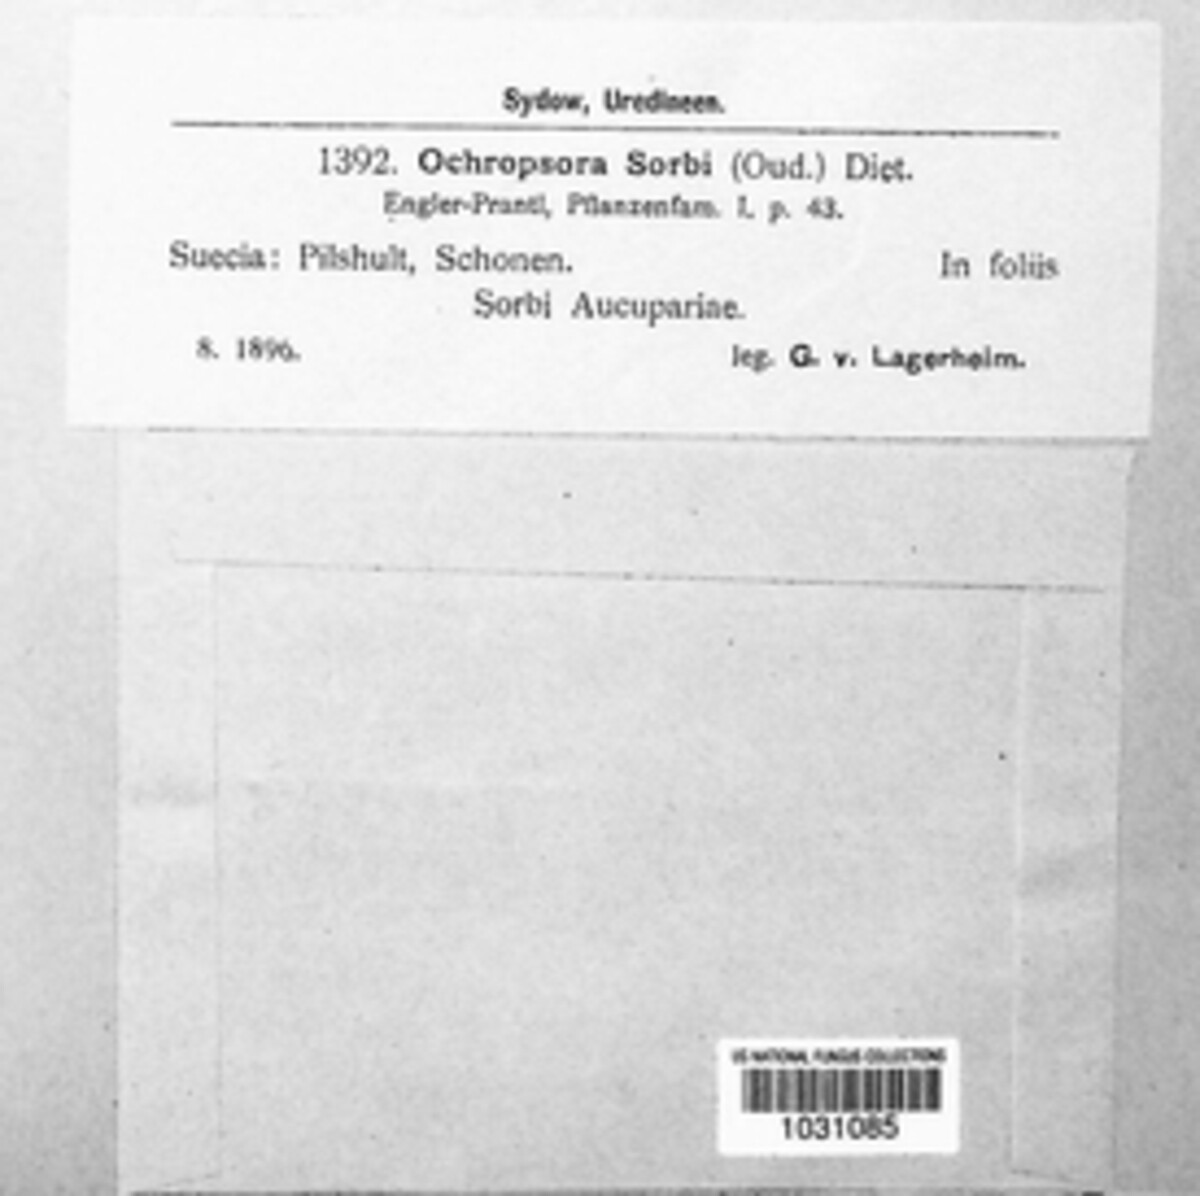 Sydow, Uredineen.
1392. Ochropsora Sorbi (Oud.) Diet.
Engler-Prantl, Pflanzenfam. I. p. 43.
Suecia: Pilshult, Schonen. In foliis
Sorbi Aucupariae.
8. 1896. leg. G. v. Lagerheim.
US NATIONAL FUNGUS COLLECTIONS
1031085